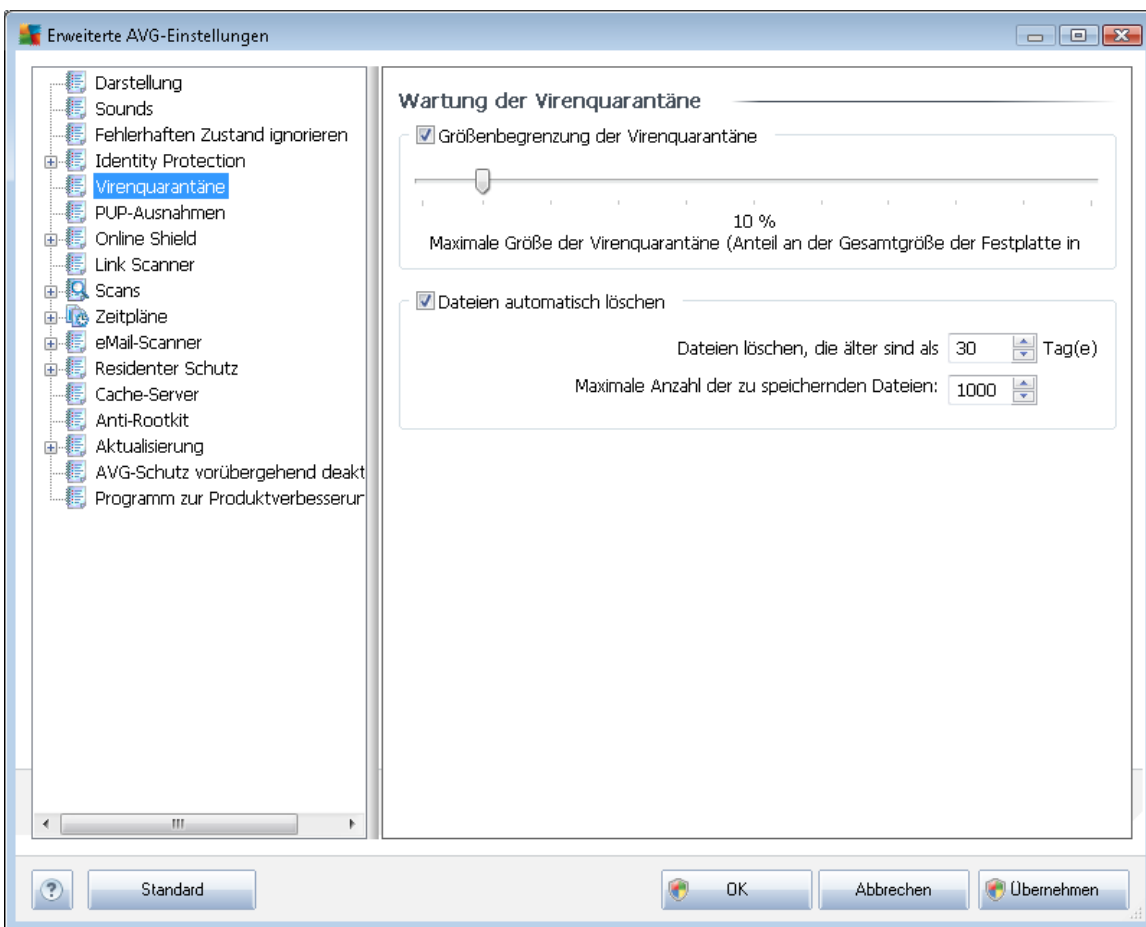 Erweiterte AVG-Einstellungen
Darstellung
Sounds
Fehlerhaften Zustand ignorieren
Identity Protection
Virenquarantäne
PUP-Ausnahmen
Online Shield
Link Scanner
Scans
Zeitpläne
eMail-Scanner
Residenter Schutz
Cache-Server
Anti-Rootkit
Aktualisierung
AVG-Schutz vorübergehend deakt
Programm zur Produktverbesserur
Wartung der Virenquarantäne
Größenbegrenzung der Virenquarantäne
10 %
Maximale Größe der Virenquarantäne (Anteil an der Gesamtgröße der Festplatte in
Dateien automatisch löschen
Dateien löschen, die älter sind als 30 Tag(e)
Maximale Anzahl der zu speichernden Dateien: 1000
? Standard OK Abbrechen Übernehmen